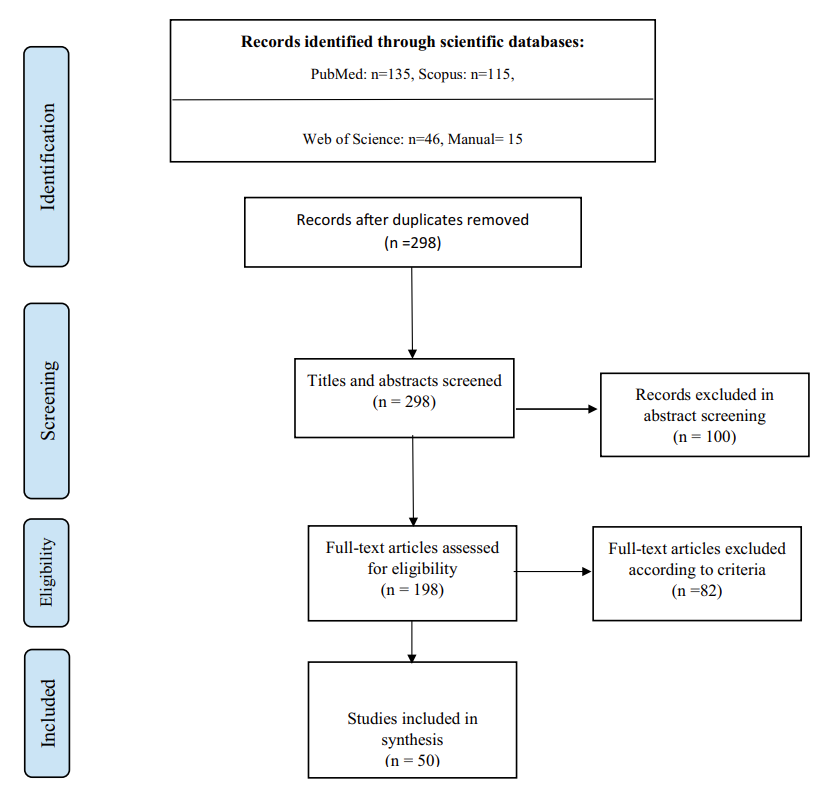 Records identified through scientific databases:
PubMed: n=135, Scopus: n=115,
Web of Science: n=46, Manual= 15
Identification
Records after duplicates removed
(n =298)
Screening
Titles and abstracts screened
(n = 298)
Records excluded in
abstract screening
(n = 100)
Eligibility
Full-text articles assessed
for eligibility
(n = 198)
Full-text articles excluded
according to criteria
(n =82)
Included
Studies included in
synthesis
(n = 50)